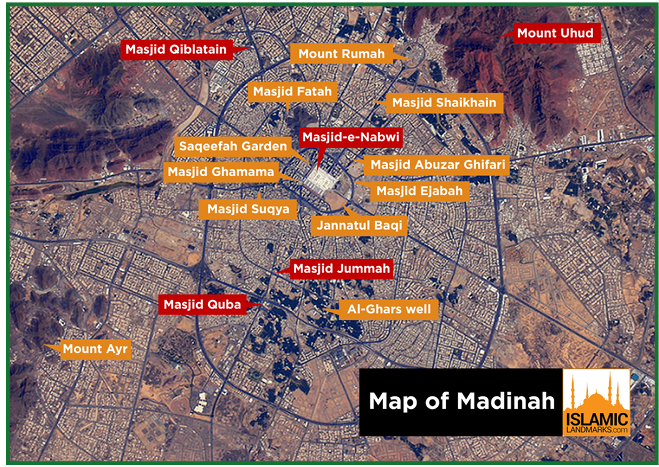 Mount Uhud
Masjid Qiblatain
Mount Rumah
Masjid Fatah
Masjid Shaikhain
Masjid-e-Nabwi
Saqeefah Garden
Masjid Abuzar Ghifari
Masjid Ghamama
Masjid Ejabah
Masjid Suqya
Jannatul Baqi
Masjid Jummah
Masjid Quba
Al-Ghars well
Mount Ayr
Map of Madinah
ISLAMIC
LANDMARKS.com